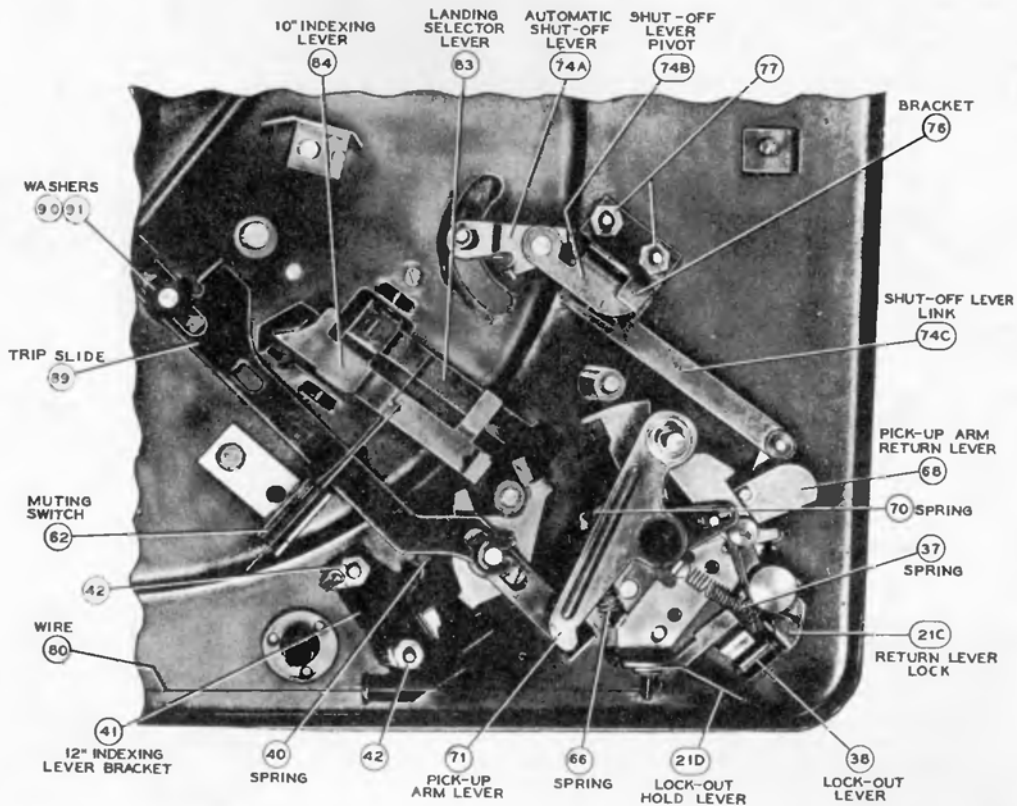 10" INDEXING
LEVER
84
LANDING
SELECTOR
LEVER
83
AUTOMATIC
SHUT-OFF
LEVER
74A
SHUT-OFF
LEVER
PIVOT
74B
77
BRACKET
76
WASHERS
90 91
SHUT-OFF LEVER
LINK
74C
TRIP SLIDE
89
PICK-UP ARM
RETURN LEVER
68
MUTING
SWITCH
62
70 SPRING
37
SPRING
42
WIRE
80
21C
RETURN LEVER
LOCK
41
12" INDEXING
LEVER BRACKET
40
SPRING
42
71
PICK-UP
ARM LEVER
66
SPRING
21D
LOCK-OUT
HOLD LEVER
38
LOCK-OUT
LEVER